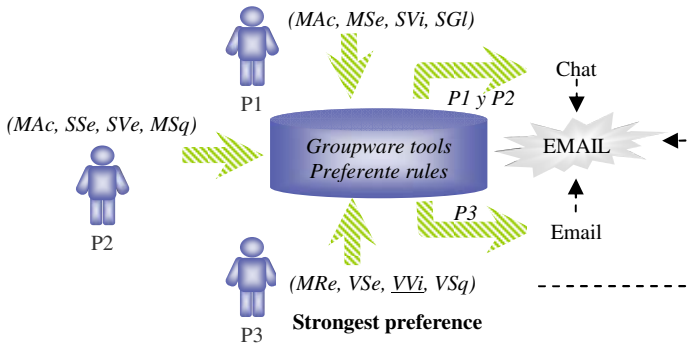 (MAc, MSe, SVi, SGl)
P1
Chat
P1 y P2
(MAc, SSe, SVe, MSq)
P2
Groupware tools
Preferente rules
EMAIL
P3
Email
(MRe, VSe, VVi, VSq)
P3
Strongest preference